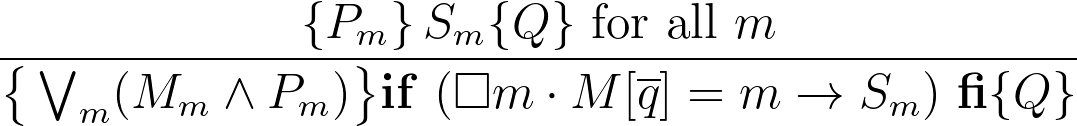 {P_m} S_m{Q} for all m
{ ⋁_m(M_m ∧ P_m)}if (□m · M[q̅] = m → S_m) fi{Q}